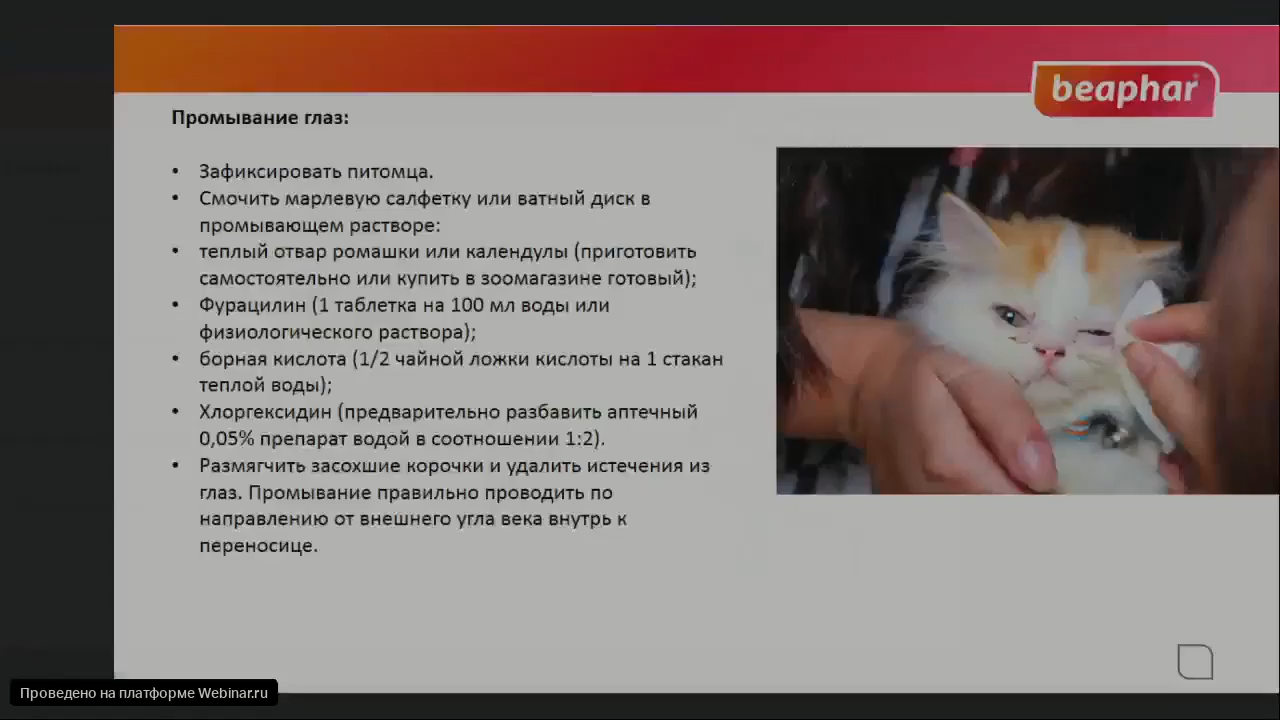 beaphar
Промывание глаз:
• Зафиксировать питомца.
• Смочить марлевую салфетку или ватный диск в
промывающем растворе:
• теплый отвар ромашки или календулы (приготовить
самостоятельно или купить в зоомагазине готовый);
• Фурацилин (1 таблетка на 100 мл воды или
физиологического раствора);
• борная кислота (1/2 чайной ложки кислоты на 1 стакан
теплой воды);
• Хлоргексидин (предварительно разбавить аптечный
0,05% препарат водой в соотношении 1:2).
• Размягчить засохшие корочки и удалить истечения из
глаз. Промывание правильно проводить по
направлению от внешнего угла века внутрь к
переносице.
Проведено на платформе Webinar.ru